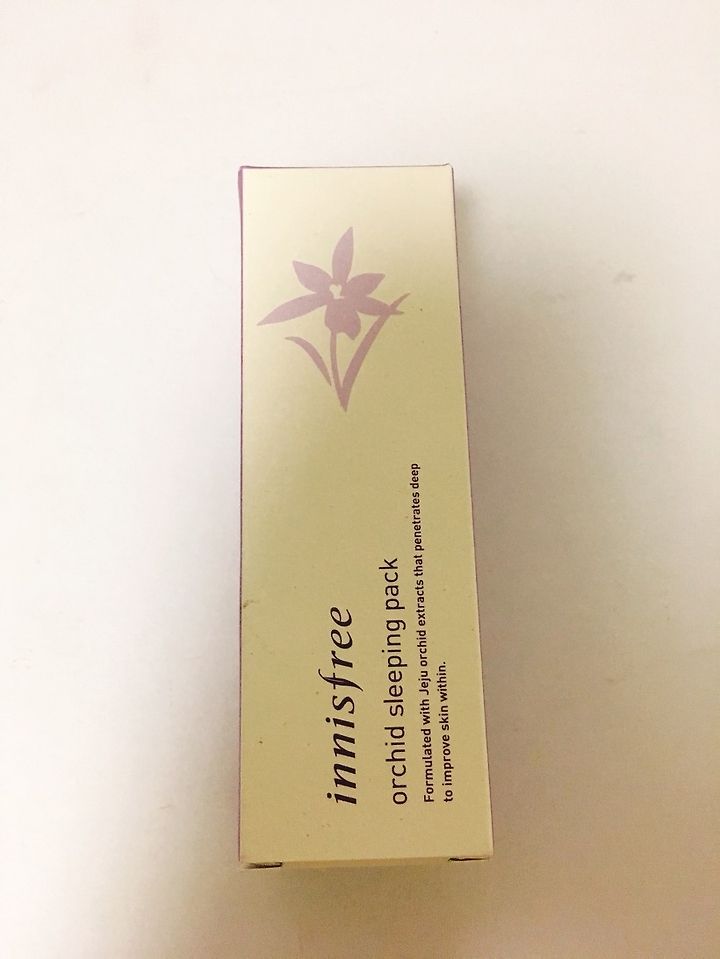 innisfree
orchid sleeping pack
Formulated with Jeju orchid extracts that penetrates deep
to improve skin within.